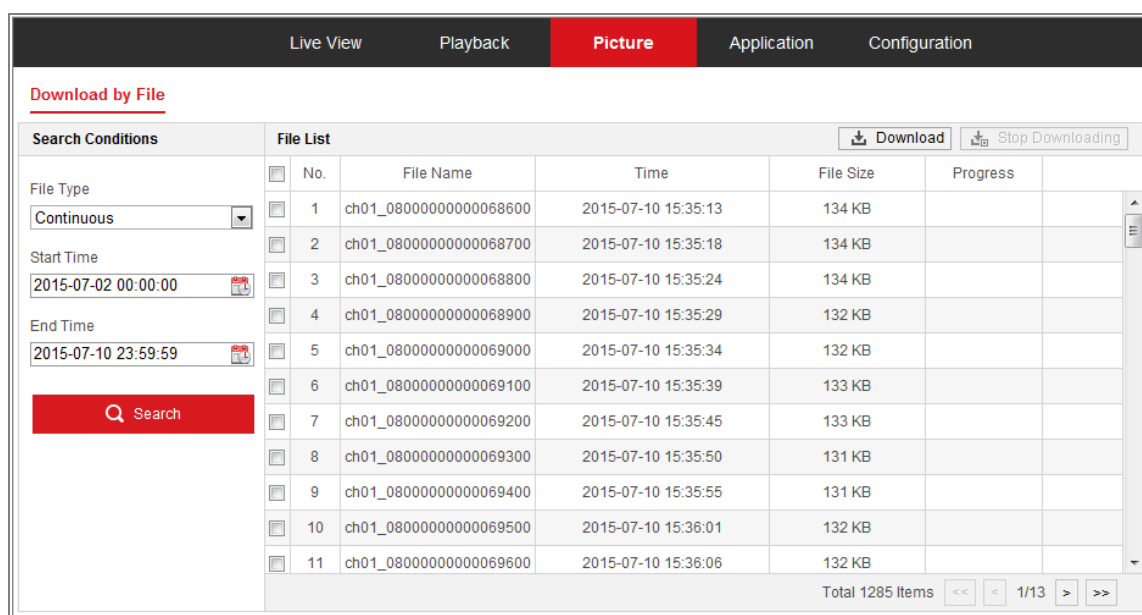 Live View Playback Picture Application Configuration
Download by File
Search Conditions
File Type
Continuous
Start Time
2015-07-02 00:00:00
End Time
2015-07-10 23:59:59
Search
File List Download Stop Downloading
No. File Name Time File Size Progress
1 ch01_08000000000068600 2015-07-10 15:35:13 134 KB
2 ch01_08000000000068700 2015-07-10 15:35:18 134 KB
3 ch01_08000000000068800 2015-07-10 15:35:24 134 KB
4 ch01_08000000000068900 2015-07-10 15:35:29 132 KB
5 ch01_08000000000069000 2015-07-10 15:35:34 132 KB
6 ch01_08000000000069100 2015-07-10 15:35:39 133 KB
7 ch01_08000000000069200 2015-07-10 15:35:45 133 KB
8 ch01_08000000000069300 2015-07-10 15:35:50 131 KB
9 ch01_08000000000069400 2015-07-10 15:35:55 131 KB
10 ch01_08000000000069500 2015-07-10 15:36:01 132 KB
11 ch01_08000000000069600 2015-07-10 15:36:06 132 KB
Total 1285 Items << < 1/13 > >>